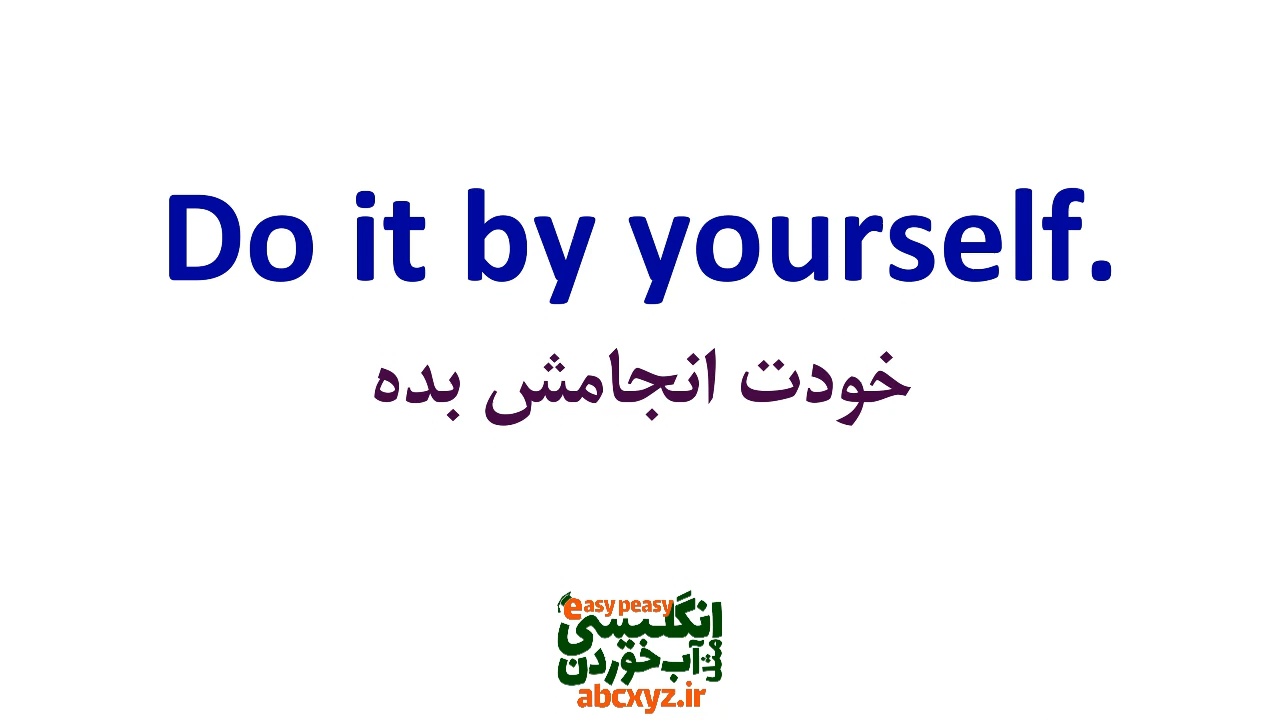 Do it by yourself.
خودت انجامش بده
easy peasy
انگلیسی
مثل آب خوردن
abcxyz.ir